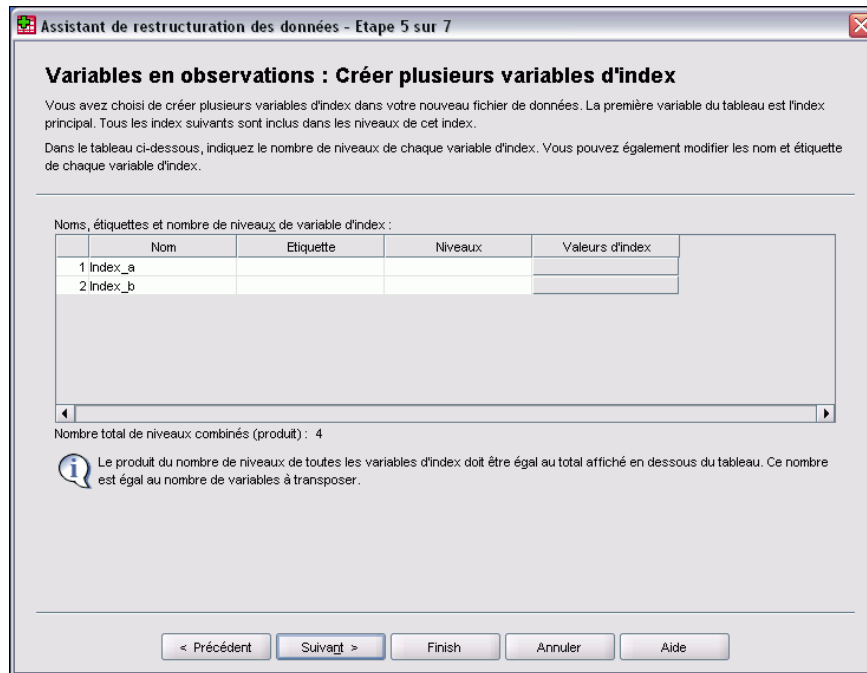 Assistant de restructuration des données - Etape 5 sur 7
Variables en observations : Créer plusieurs variables d'index
Vous avez choisi de créer plusieurs variables d'index dans votre nouveau fichier de données. La première variable du tableau est l'index
principal. Tous les index suivants sont inclus dans les niveaux de cet index.
Dans le tableau ci-dessous, indiquez le nombre de niveaux de chaque variable d'index. Vous pouvez également modifier les nom et étiquette
de chaque variable d'index.
Noms, étiquettes et nombre de niveaux de variable d'index :
Nom Etiquette Niveaux Valeurs d'index
1 Index_a
2 Index_b
Nombre total de niveaux combinés (produit) : 4
Le produit du nombre de niveaux de toutes les variables d'index doit être égal au total affiché en dessous du tableau. Ce nombre
est égal au nombre de variables à transposer.
< Précédent Suivant > Finish Annuler Aide